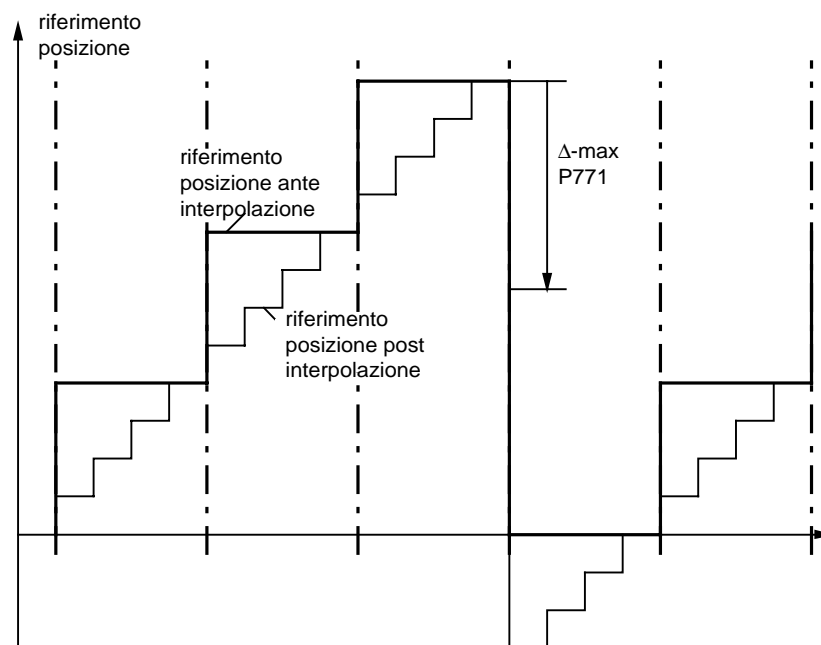 riferimento
posizione
riferimento
posizione ante
interpolazione
Δ-max
P771
riferimento
posizione post
interpolazione